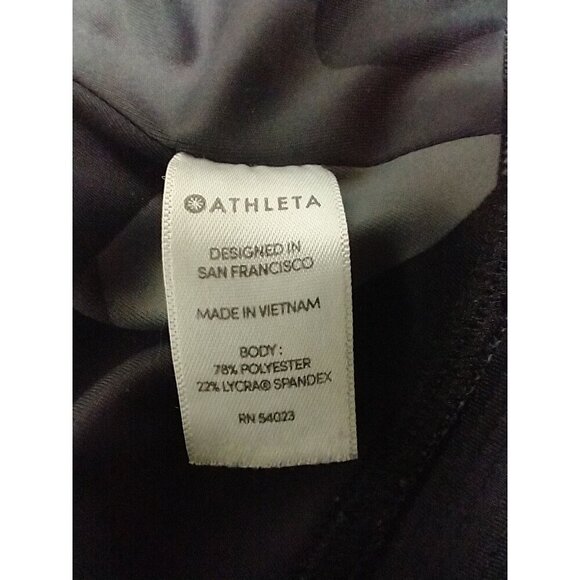 ATHLETA
DESIGNED IN
SAN FRANCISCO
MADE IN VIETNAM
BODY :
78% POLYESTER
22% LYCRA® SPANDEX
RN 54023